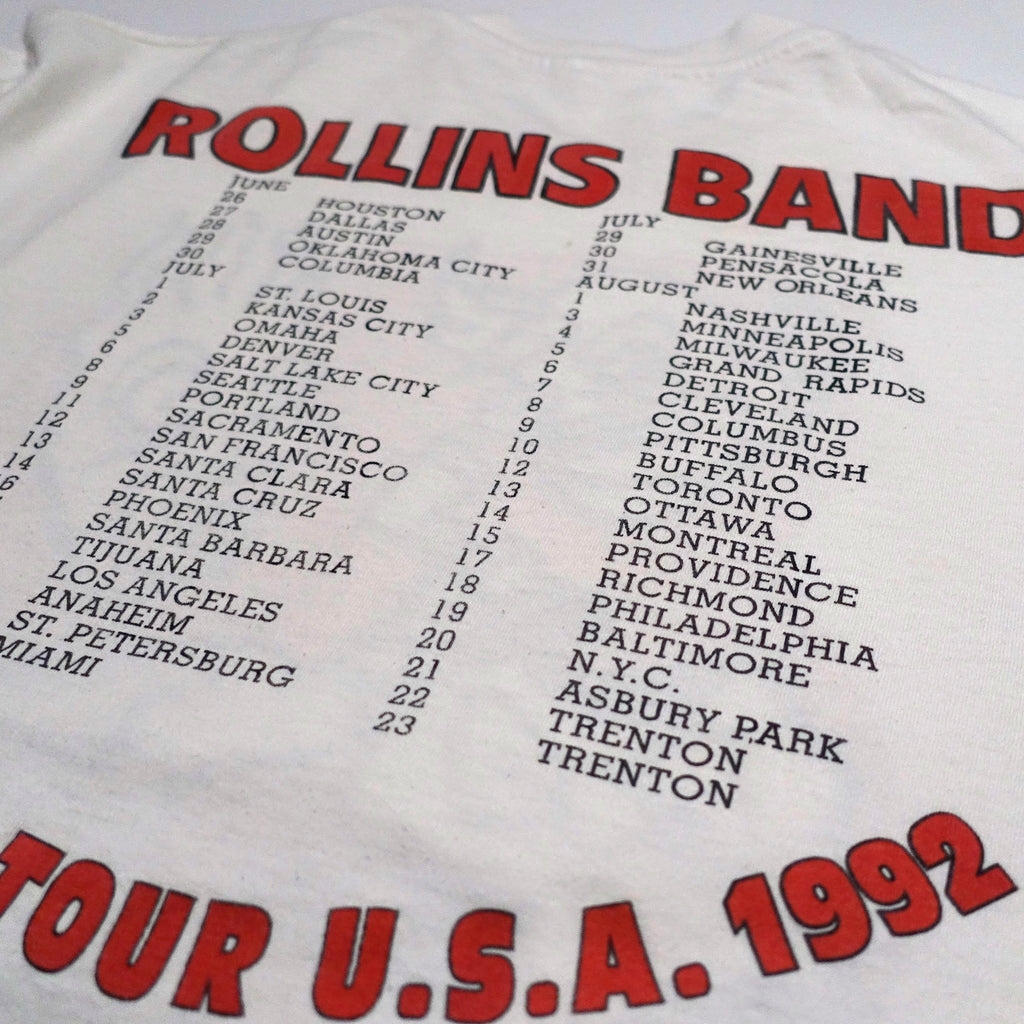 ROLLINS BAND
JUNE
26 HOUSTON
27 DALLAS
28 AUSTIN
29 OKLAHOMA CITY
30 COLUMBIA
JULY
1 ST. LOUIS
2 KANSAS CITY
3 OMAHA
5 DENVER
6 SALT LAKE CITY
8 SEATTLE
9 PORTLAND
11 SACRAMENTO
12 SAN FRANCISCO
13 SANTA CLARA
14 SANTA CRUZ
6 PHOENIX
SANTA BARBARA
TIJUANA
LOS ANGELES
ANAHEIM
ST. PETERSBURG
MIAMI
JULY
29 GAINESVILLE
30 PENSACOLA
31 NEW ORLEANS
AUGUST
1 NASHVILLE
3 MINNEAPOLIS
4 MILWAUKEE
5 GRAND RAPIDS
6 DETROIT
7 CLEVELAND
8 COLUMBUS
9 PITTSBURGH
10 BUFFALO
12 TORONTO
13 OTTAWA
14 MONTREAL
15 PROVIDENCE
17 RICHMOND
18 PHILADELPHIA
19 BALTIMORE
20 N.Y.C.
21 ASBURY PARK
22 TRENTON
23 TRENTON
TOUR U.S.A. 1992